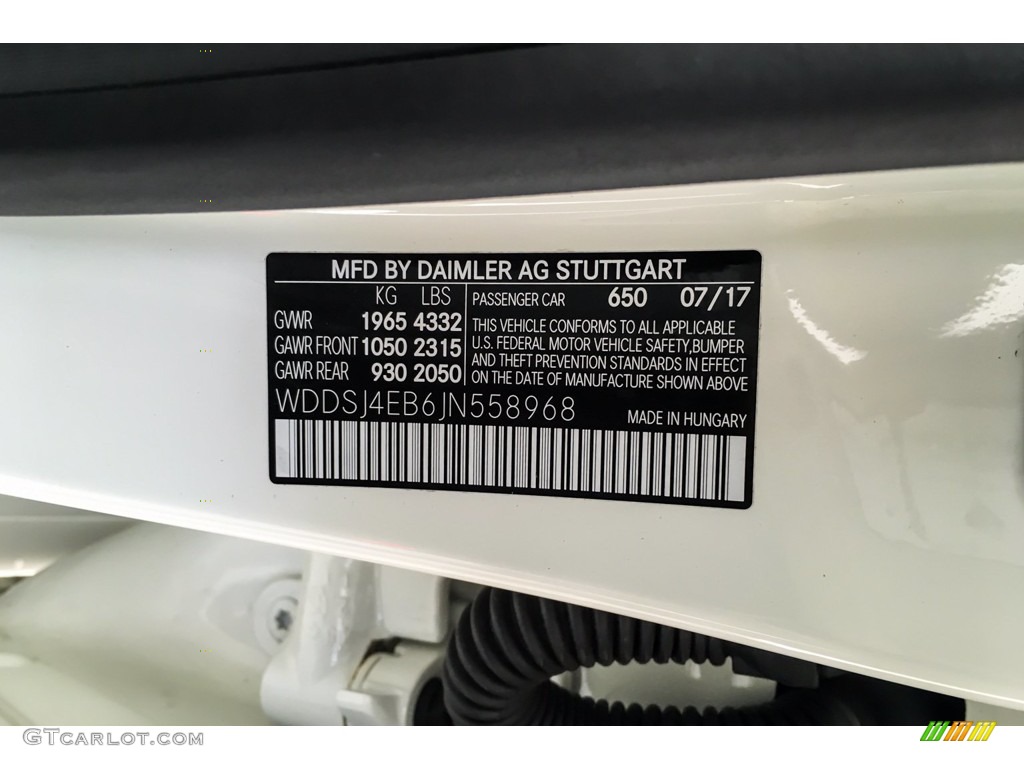 MFD BY DAIMLER AG STUTTGART
KG LBS
GVWR 1965 4332
GAWR FRONT 1050 2315
GAWR REAR 930 2050
PASSENGER CAR 650 07/17
THIS VEHICLE CONFORMS TO ALL APPLICABLE
U.S. FEDERAL MOTOR VEHICLE SAFETY,BUMPER
AND THEFT PREVENTION STANDARDS IN EFFECT
ON THE DATE OF MANUFACTURE SHOWN ABOVE
WDDSJ4EB6JN558968
MADE IN HUNGARY
GTCARLOT.COM